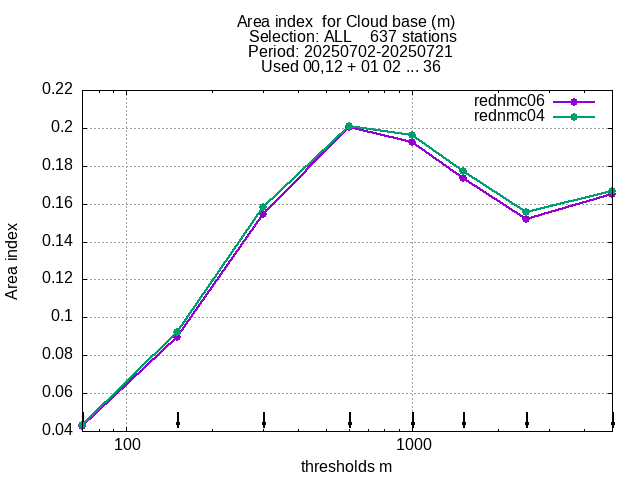 Area index  for Cloud base (m)
Selection: ALL    637 stations
Period: 20250702-20250721
Used 00,12 + 01 02 ... 36
rednmc06
rednmc04
0.22
0.2
0.18
0.16
0.14
0.12
0.1
0.08
0.06
0.04
Area index
100
1000
thresholds m